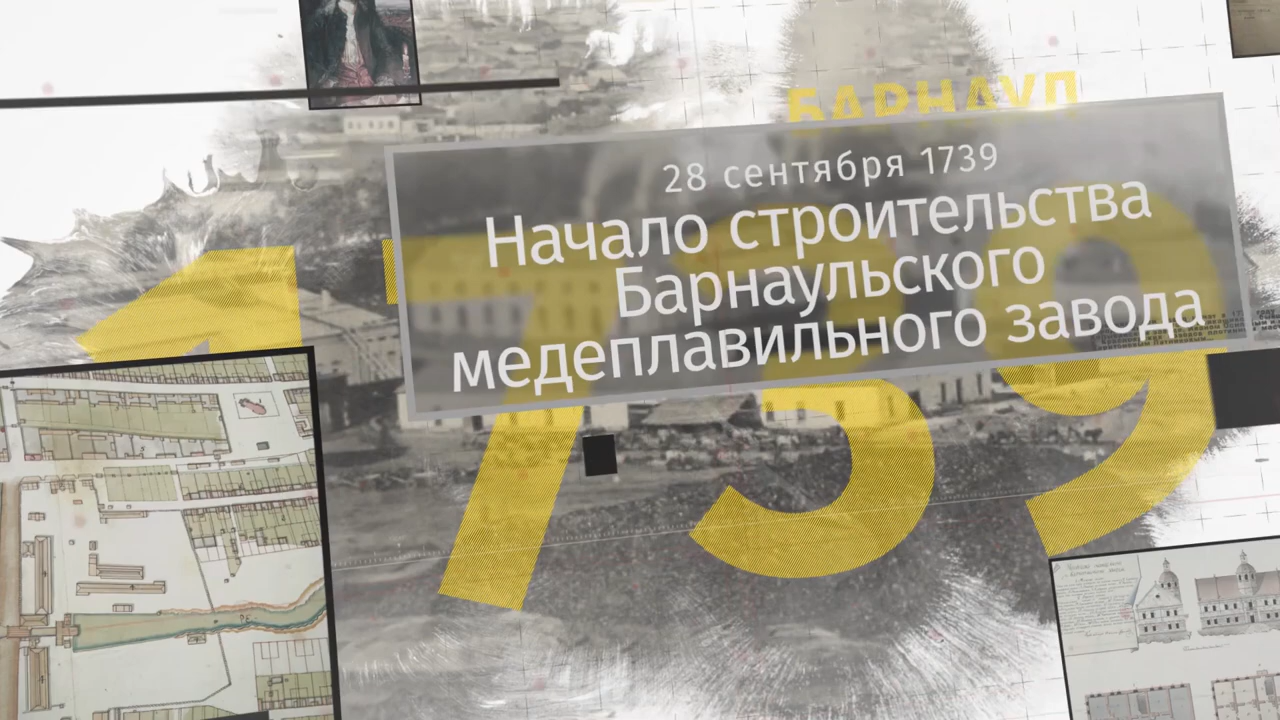 БАРНАУЛ
28 сентября 1739
Начало строительства
Барнаульского
медеплавильного завода
1739